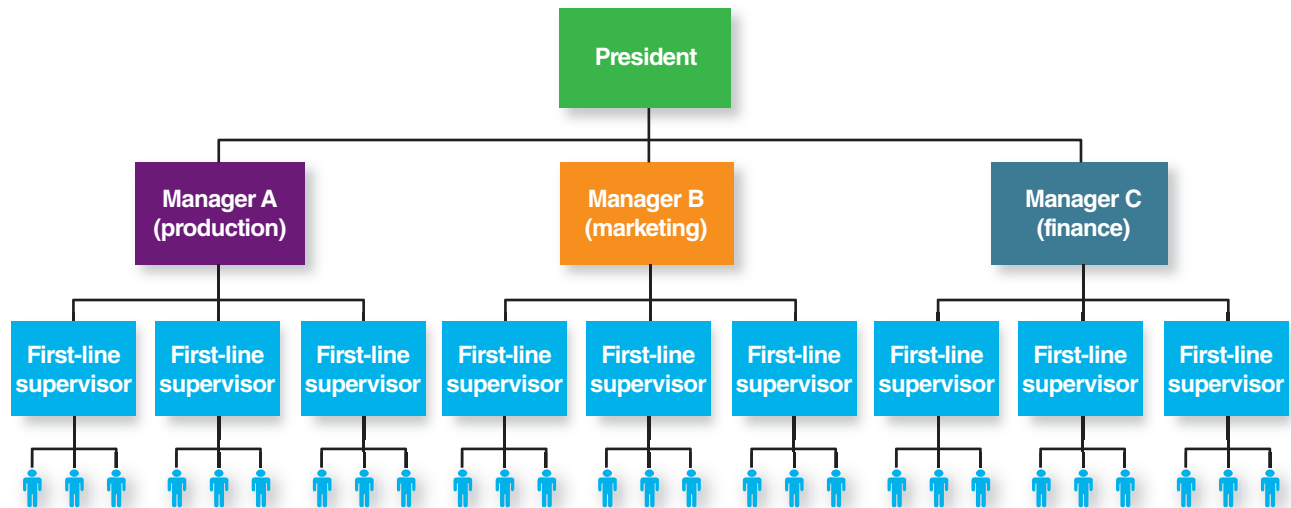 President
Manager A
(production)
Manager B
(marketing)
Manager C
(finance)
First-line
supervisor
First-line
supervisor
First-line
supervisor
First-line
supervisor
First-line
supervisor
First-line
supervisor
First-line
supervisor
First-line
supervisor
First-line
supervisor